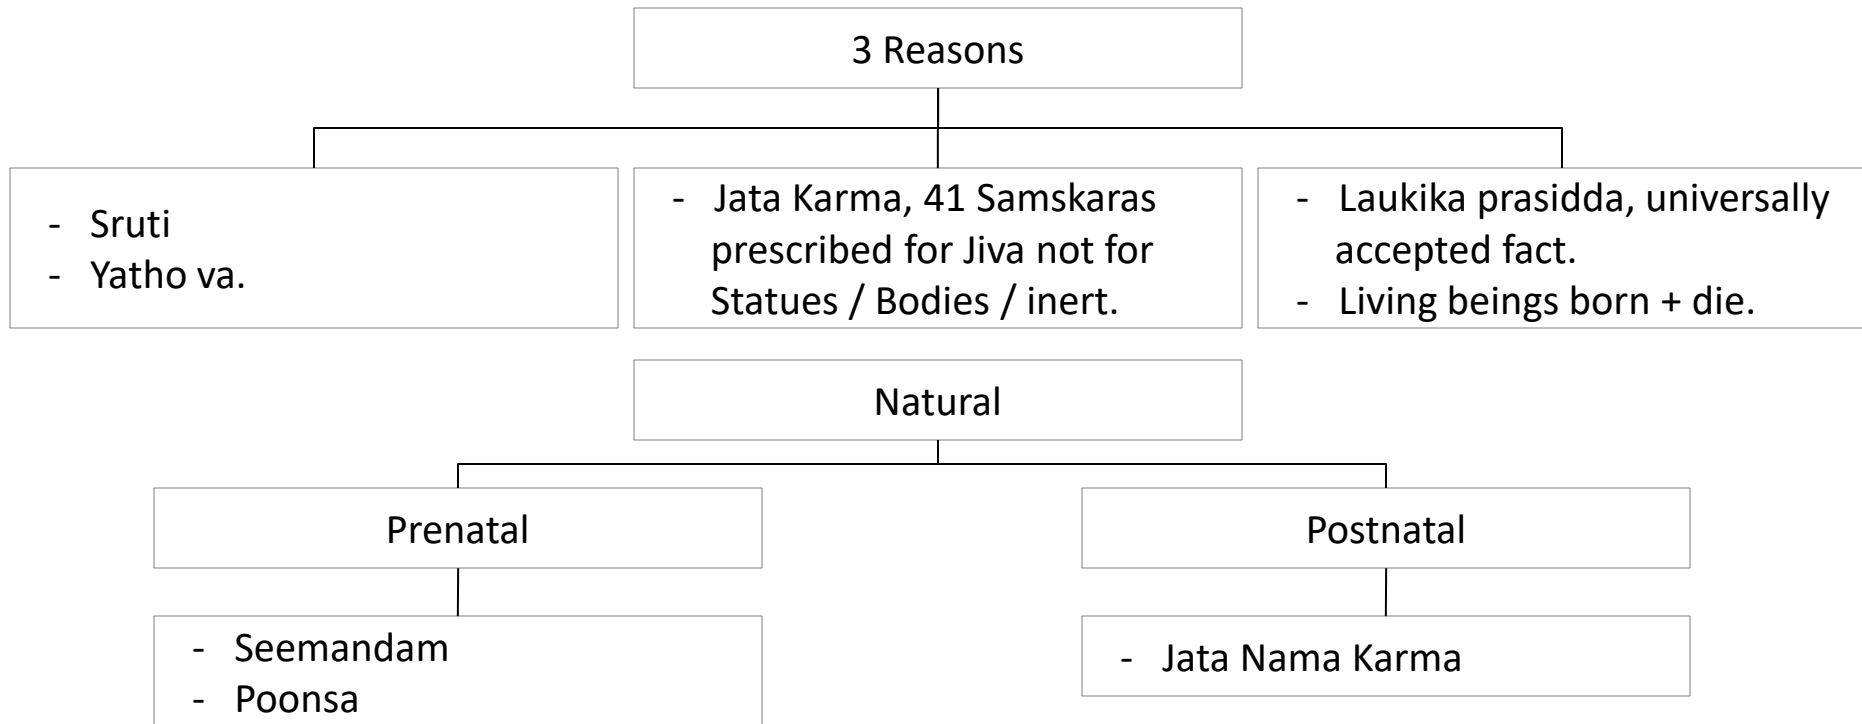 3 Reasons
- Sruti
- Yatho va.
- Jata Karma, 41 Samskaras
prescribed for Jiva not for
Statues / Bodies / inert.
- Laukika prasidda, universally
accepted fact.
- Living beings born + die.
Natural
Prenatal
Postnatal
- Seemandam
- Poonsa
- Jata Nama Karma